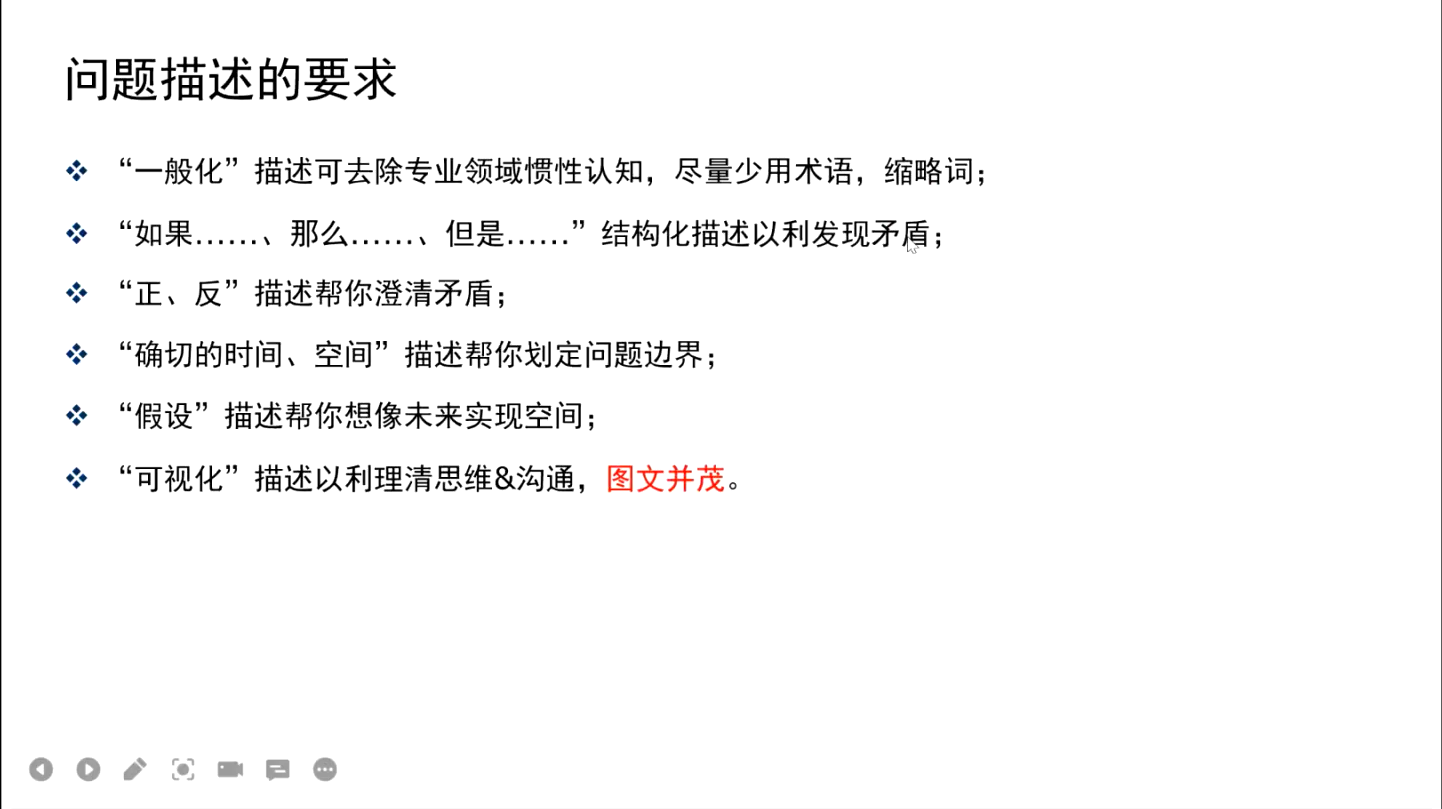 问题描述的要求
“一般化”描述可去除专业领域惯性认知，尽量少用术语，缩略词；
“如果……、那么……、但是……”结构化描述以利发现矛盾；
“正、反”描述帮你澄清矛盾；
“确切的时间、空间”描述帮你划定问题边界；
“假设”描述帮你想像未来实现空间；
“可视化”描述以利理清思维&沟通，图文并茂。